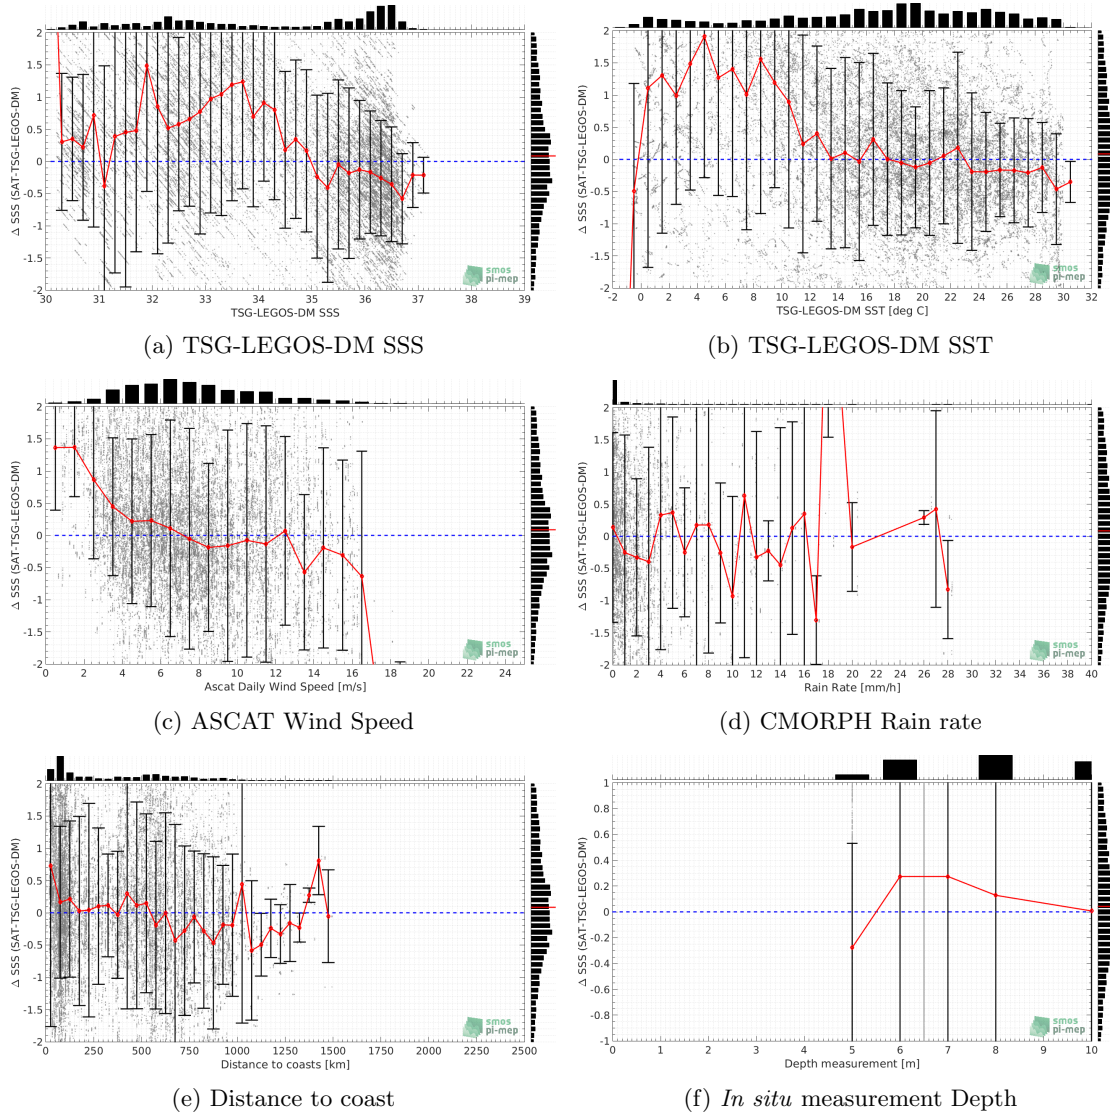 2
1.5
1
0.5
0
-0.5
-1
-1.5
-2
Δ SSS (SAT-TSG-LEGOS-DM)
30 31 32 33 34 35 36 37 38 39
TSG-LEGOS-DM SSS
smos
pi-mep
(a) TSG-LEGOS-DM SSS
2
1.5
1
0.5
0
-0.5
-1
-1.5
-2
Δ SSS (SAT-TSG-LEGOS-DM)
-2 0 2 4 6 8 10 12 14 16 18 20 22 24 26 28 30 32
TSG-LEGOS-DM SST [deg C]
smos
pi-mep
(b) TSG-LEGOS-DM SST
2
1.5
1
0.5
0
-0.5
-1
-1.5
-2
Δ SSS (SAT-TSG-LEGOS-DM)
0 2 4 6 8 10 12 14 16 18 20 22 24
Ascat Daily Wind Speed [m/s]
smos
pi-mep
(c) ASCAT Wind Speed
2
1.5
1
0.5
0
-0.5
-1
-1.5
-2
Δ SSS (SAT-TSG-LEGOS-DM)
0 2 4 6 8 10 12 14 16 18 20 22 24 26 28 30 32 34 36 38 40
Rain Rate [mm/h]
smos
pi-mep
(d) CMORPH Rain rate
2
1.5
1
0.5
0
-0.5
-1
-1.5
-2
Δ SSS (SAT-TSG-LEGOS-DM)
0 250 500 750 1000 1250 1500 1750 2000 2250 2500
Distance to coasts [km]
smos
pi-mep
(e) Distance to coast
1
0.8
0.6
0.4
0.2
0
-0.2
-0.4
-0.6
-0.8
-1
Δ SSS (SAT-TSG-LEGOS-DM)
0 1 2 3 4 5 6 7 8 9 10
Depth measurement [m]
smos
pi-mep
(f) In situ measurement Depth